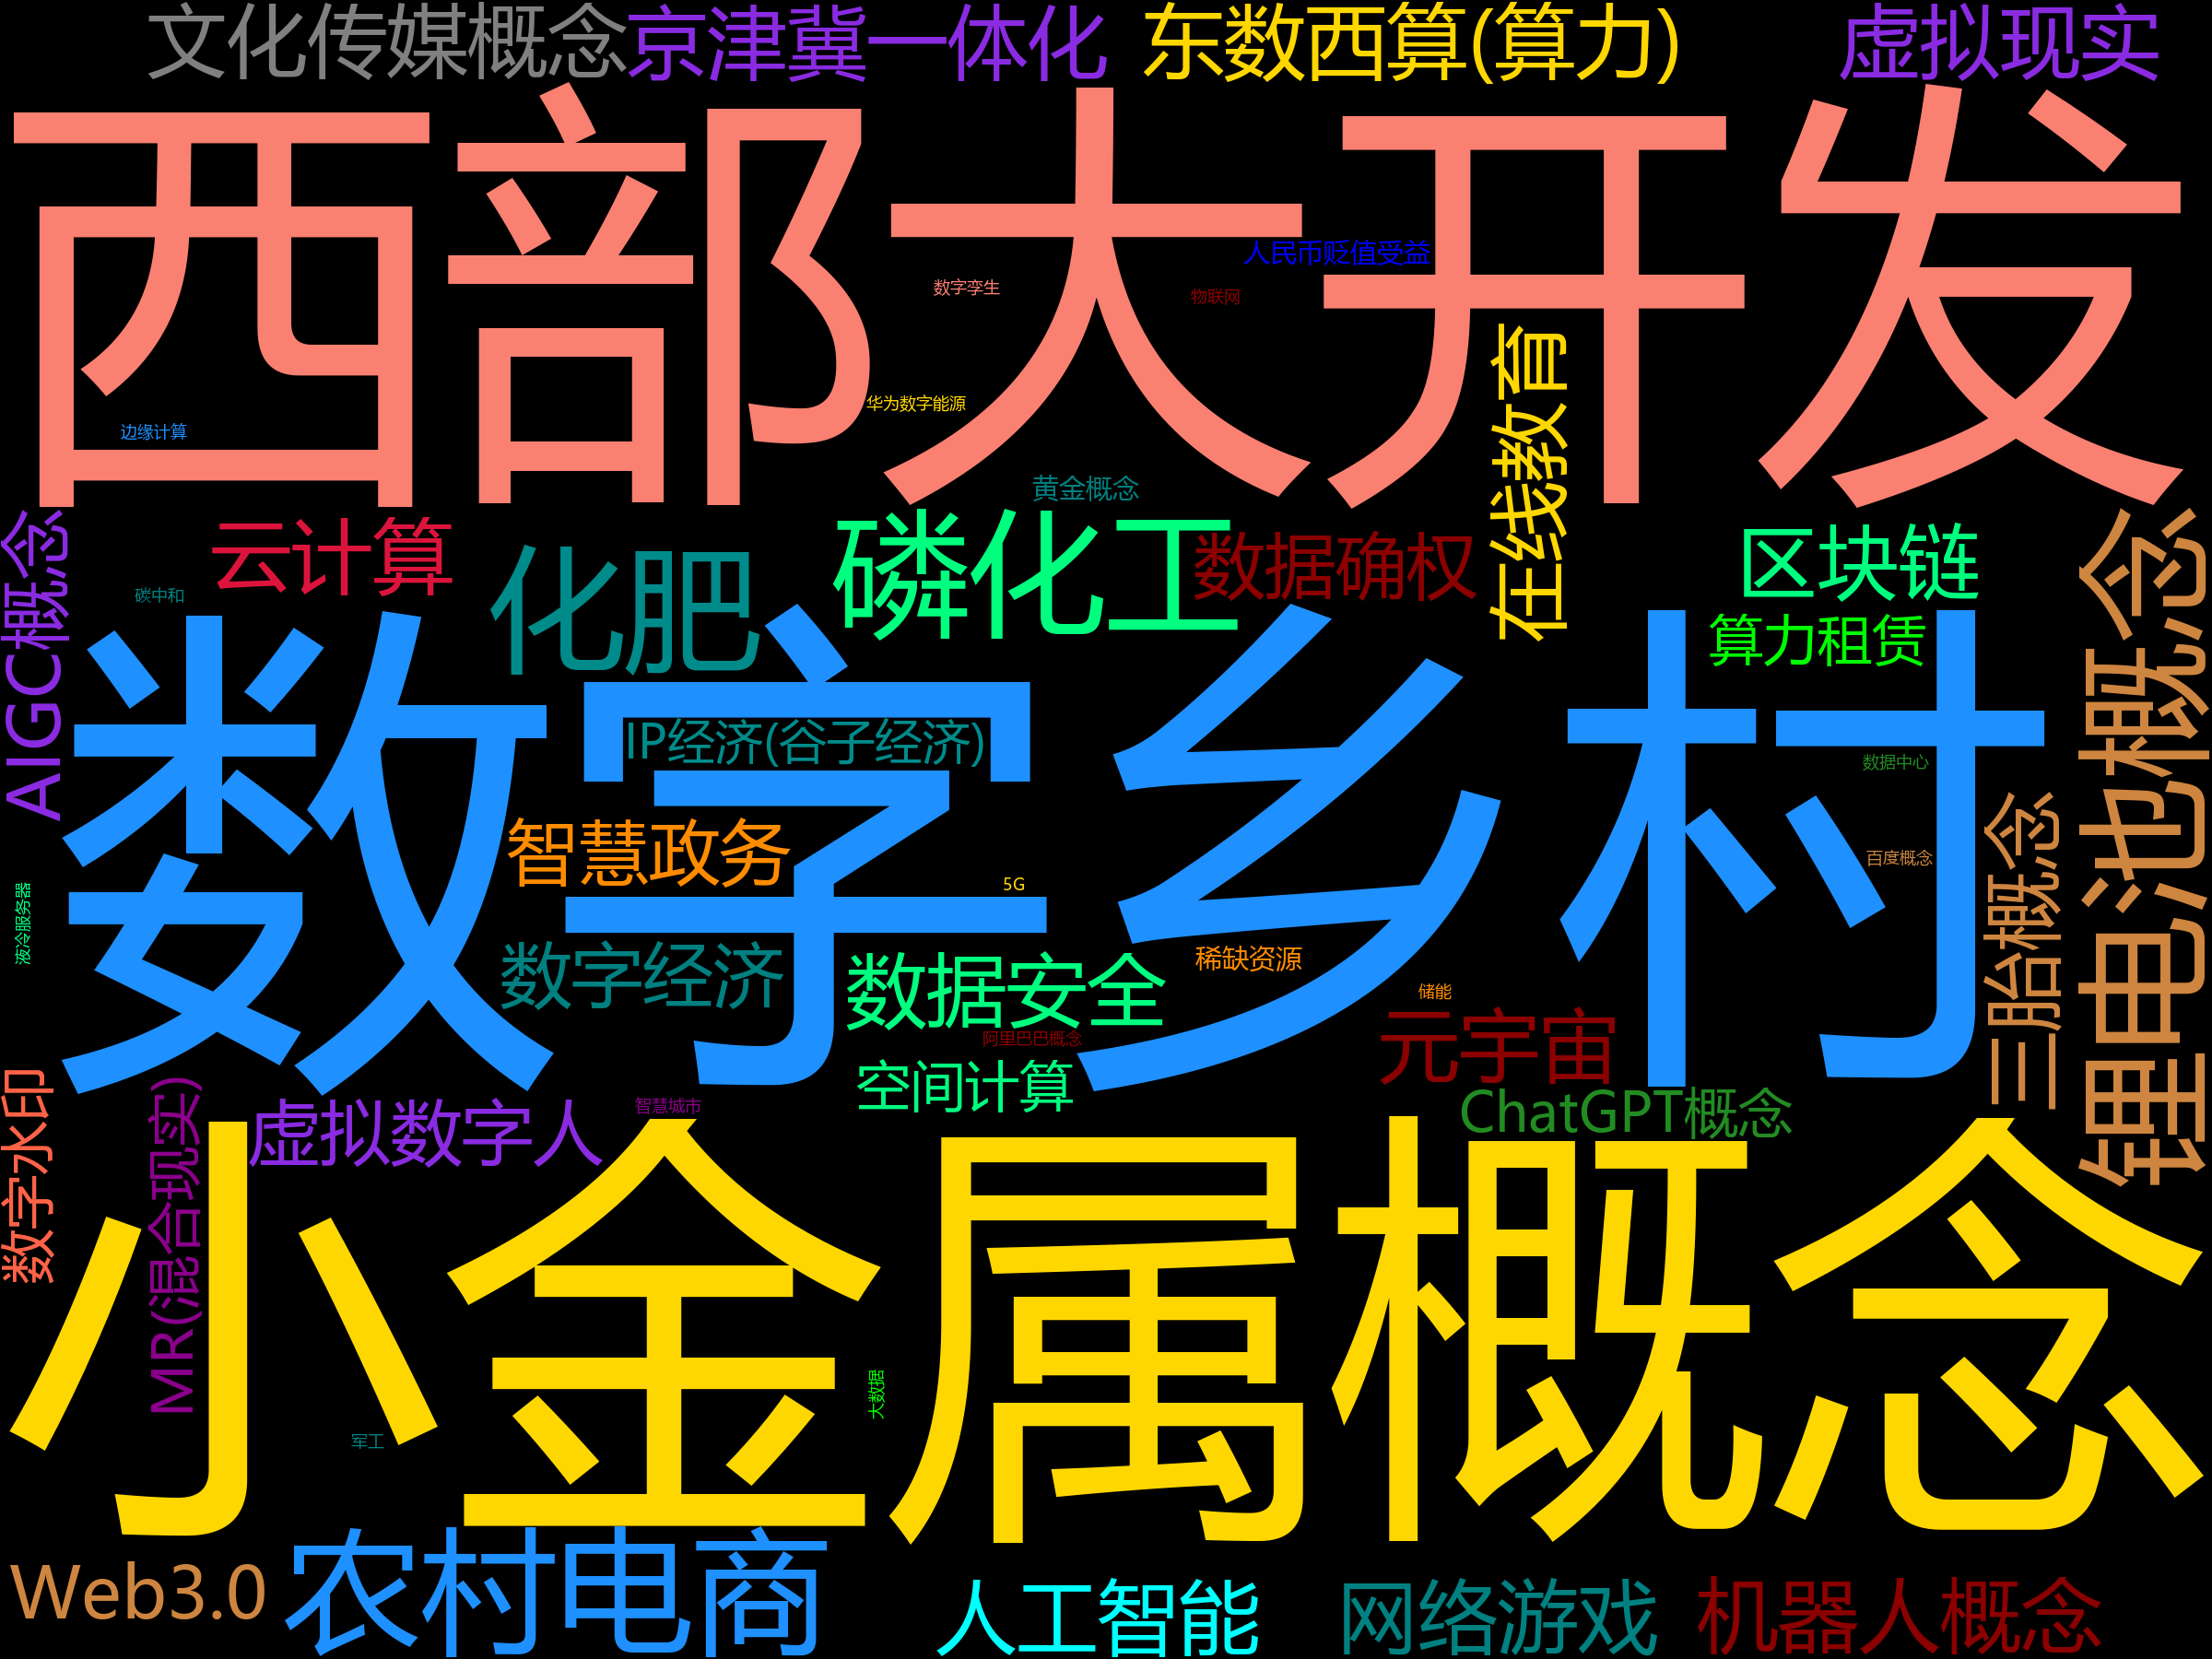 文化传媒概念
京津冀一体化
东数西算(算力)
虚拟现实
西部大开发
人民币贬值受益
数字孪生
物联网
华为数字能源
边缘计算
在线教育
黄金概念
云计算
化肥
磷化工
数据确权
区块链
锂电池概念
AIGC概念
碳中和
算力租赁
数字乡村
IP经济(谷子经济)
数据中心
智慧政务
百度概念
三胎概念
5G
液冷服务器
数字经济
数据安全
稀缺资源
储能
阿里巴巴概念
元宇宙
空间计算
ChatGPT概念
数字水印
MR(混合现实)
虚拟数字人
智慧城市
小金属概念
大数据
军工
Web3.0
农村电商
人工智能
网络游戏
机器人概念